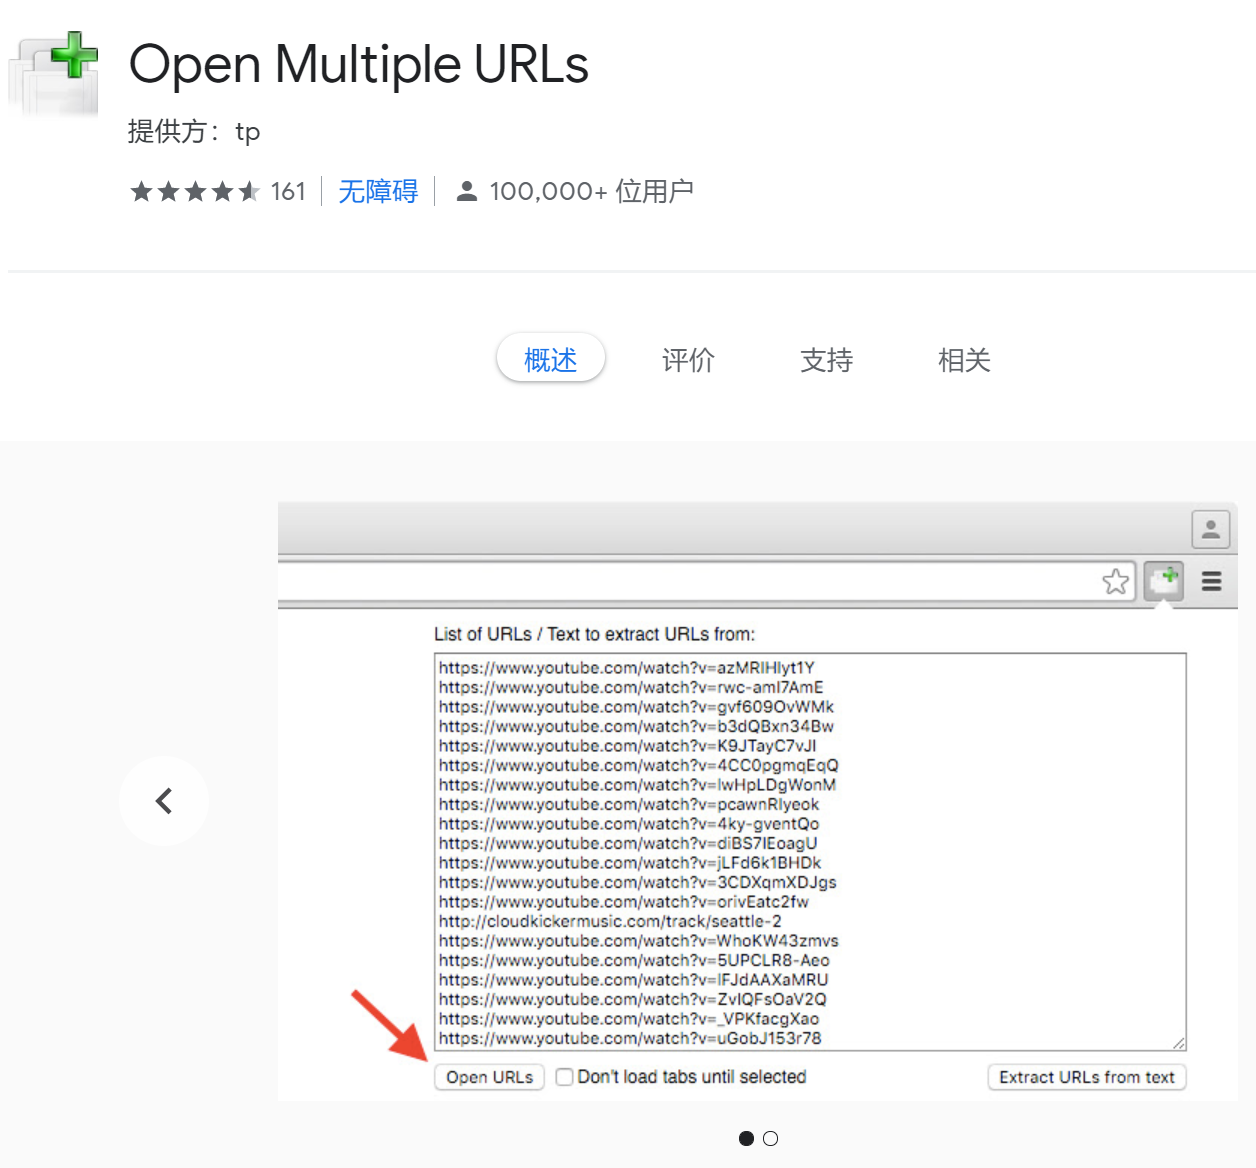 Open Multiple URLs
提供方：tp
161 无障碍 100,000+ 位用户
概述 评价 支持 相关
List of URLs / Text to extract URLs from:
https://www.youtube.com/watch?v=azMRlHlyt1Y
https://www.youtube.com/watch?v=rwc-aml7AmE
https://www.youtube.com/watch?v=gvf609OvWMk
https://www.youtube.com/watch?v=b3dQBxn34Bw
https://www.youtube.com/watch?v=K9JTayC7vJI
https://www.youtube.com/watch?v=4CC0pgmqEqQ
https://www.youtube.com/watch?v=lwHpLDgWonM
https://www.youtube.com/watch?v=pcawnRlyeok
https://www.youtube.com/watch?v=4ky-gventQo
https://www.youtube.com/watch?v=diBS7lEoagU
https://www.youtube.com/watch?v=jLFd6k1BHDk
https://www.youtube.com/watch?v=3CDXqmXDJgs
https://www.youtube.com/watch?v=orivEatc2fw
http://cloudkickermusic.com/track/seattle-2
https://www.youtube.com/watch?v=WhoKW43zmvs
https://www.youtube.com/watch?v=5UPCLR8-Aeo
https://www.youtube.com/watch?v=lFJdAAXaMRU
https://www.youtube.com/watch?v=ZvlQFsOaV2Q
https://www.youtube.com/watch?v=_VPKfacgXao
https://www.youtube.com/watch?v=uGobJ153r78
Open URLs Don't load tabs until selected Extract URLs from text